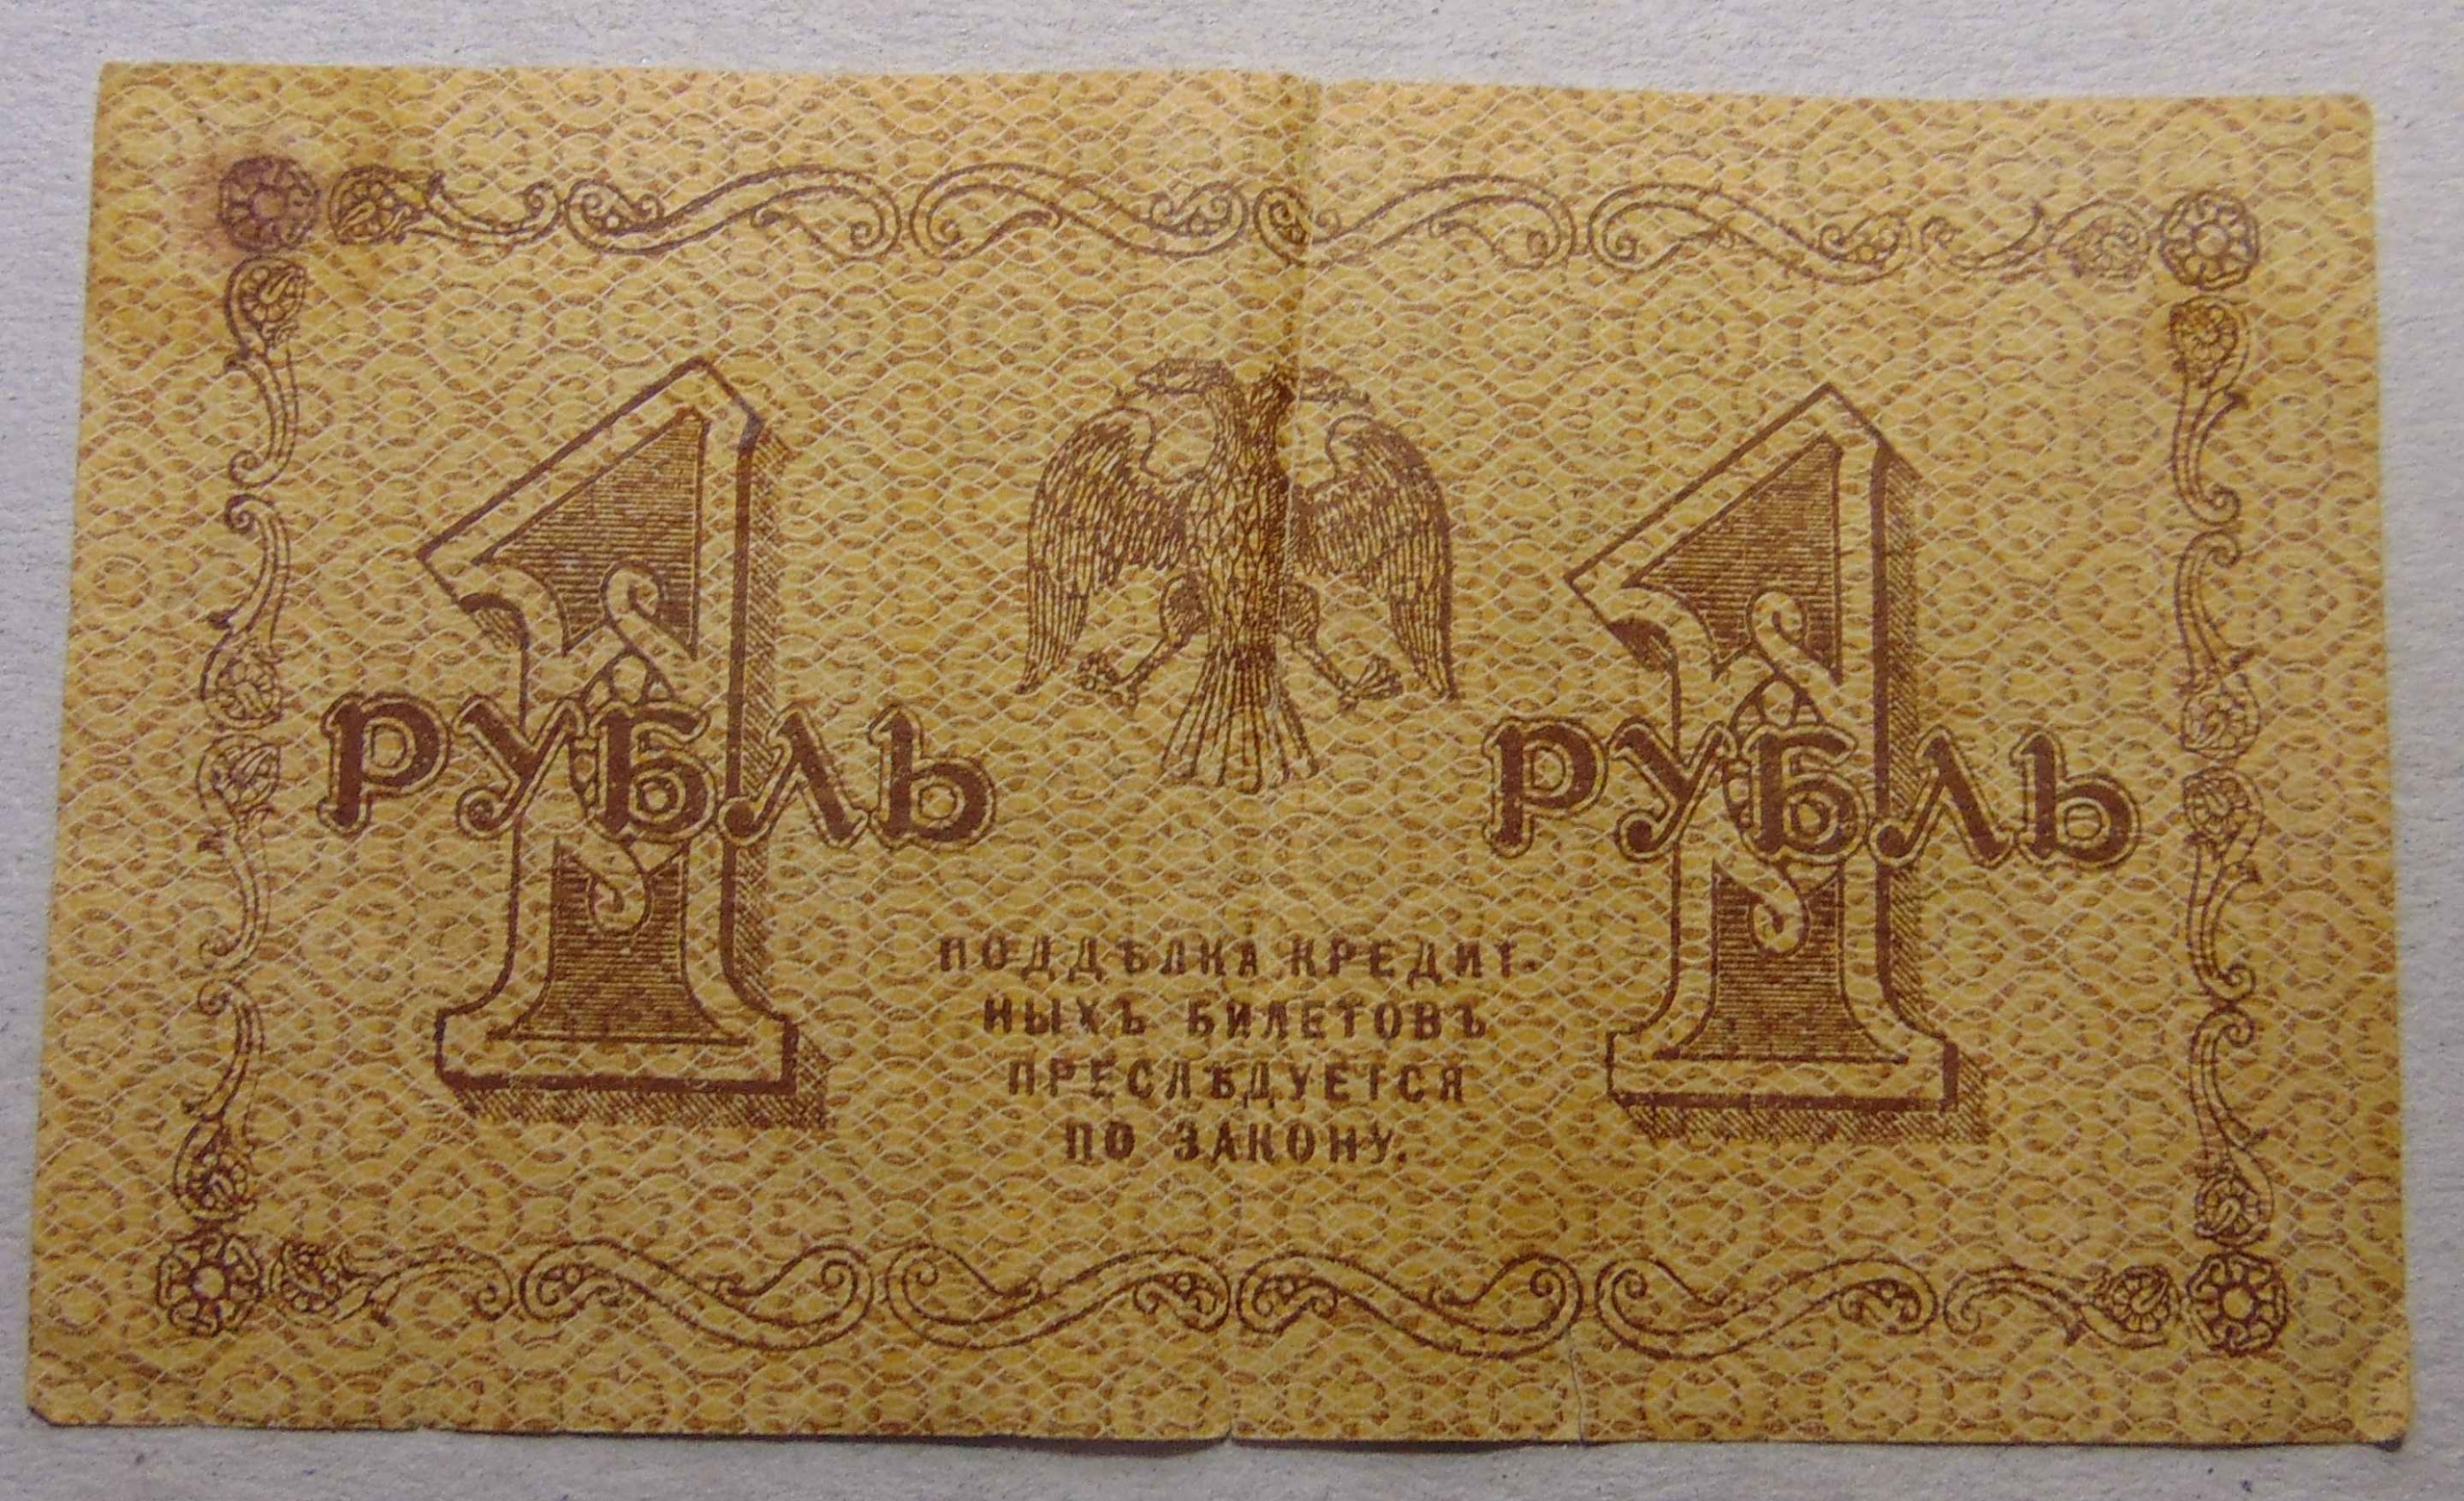 1 РУБЛЬ
1 РУБЛЬ
ПОДДѢЛКА КРЕДИТ-
НЫХЪ БИЛЕТОВЪ
ПРЕСЛѢДУЕТСЯ
ПО ЗАКОНУ.